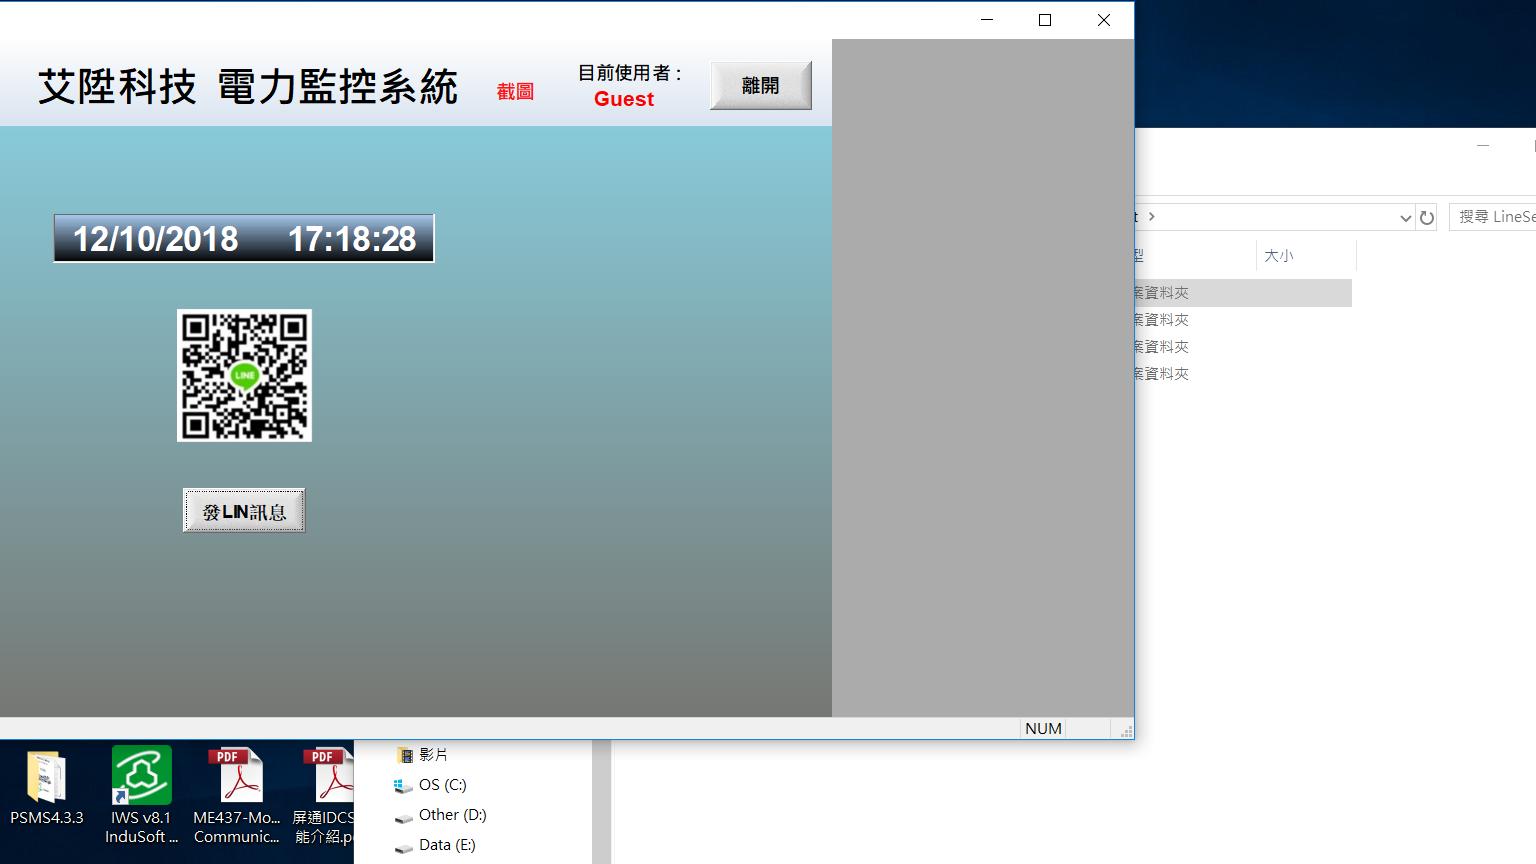 艾陞科技 電力監控系統
截圖
目前使用者 :
Guest
離開
12/10/2018 17:18:28
LINE
發LIN訊息
NUM
搜尋 LineSe
型
大小
案資料夾
案資料夾
案資料夾
案資料夾
PSMS4.3.3
IWS v8.1
InduSoft ...
PDF
ME437-Mo...
Communic...
PDF
屏通IDCS
能介紹.p
影片
OS (C:)
Other (D:)
Data (E:)